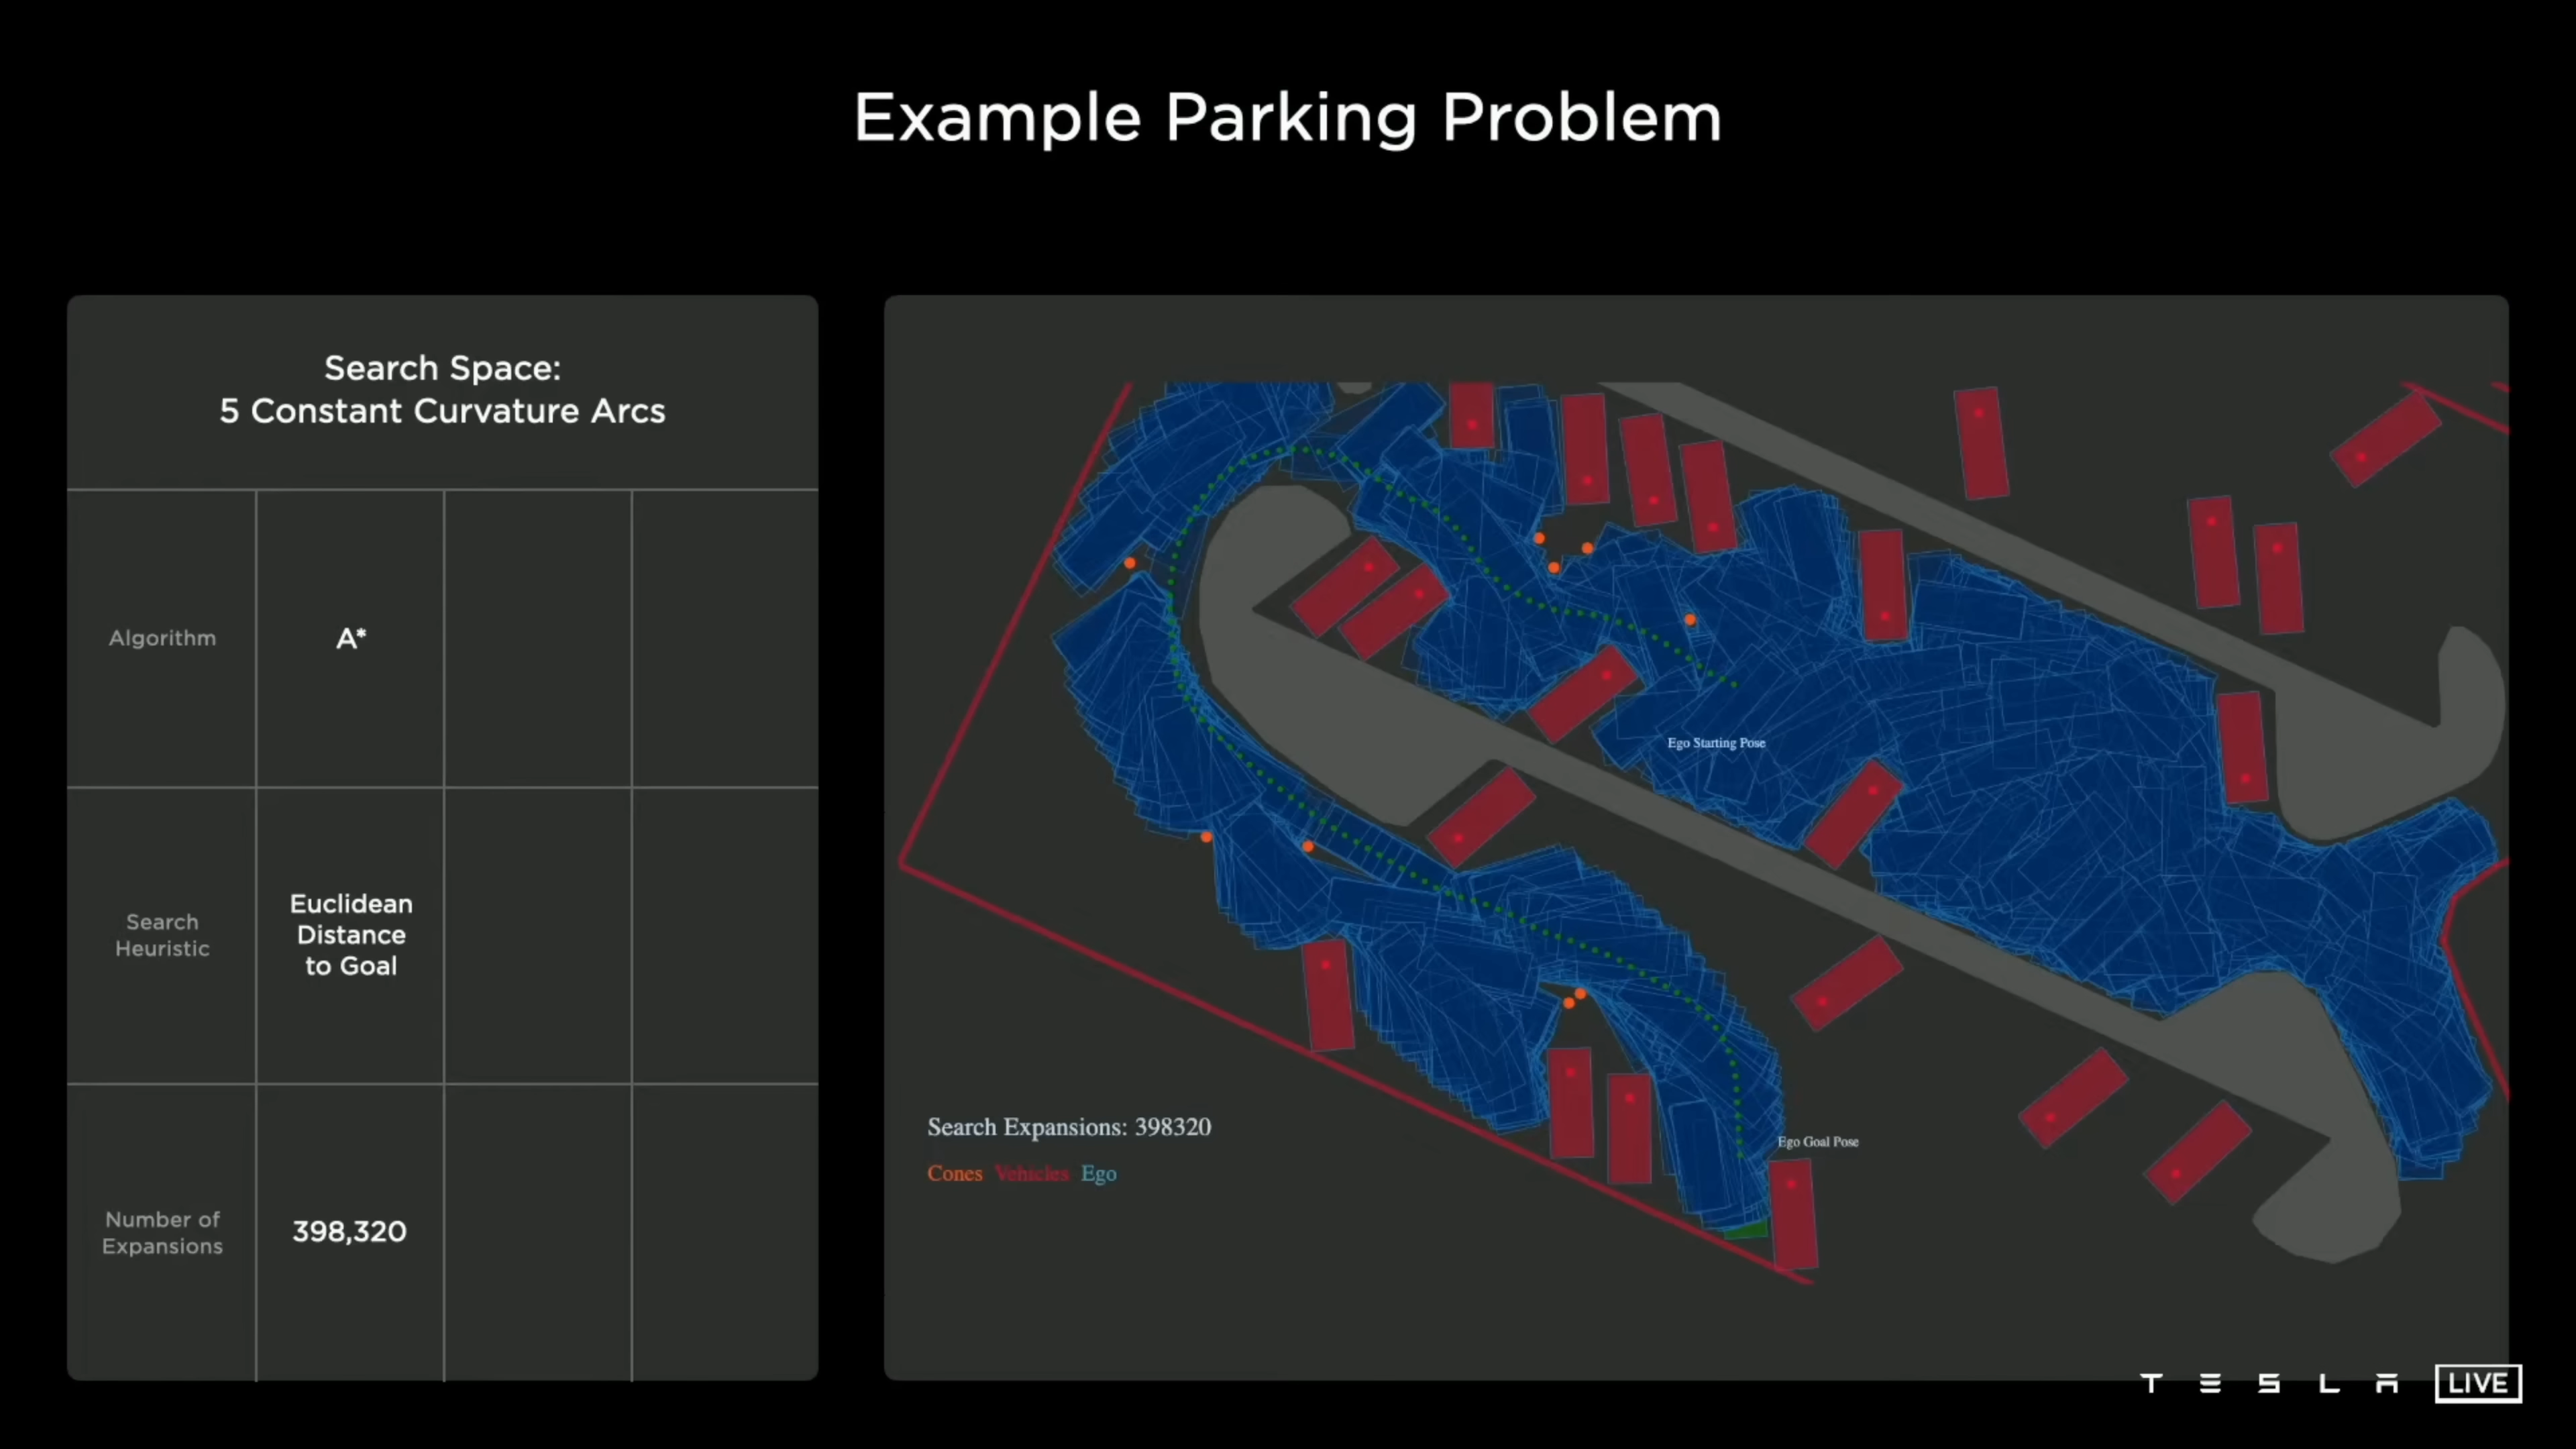 Example Parking Problem
Search Space:
5 Constant Curvature Arcs
Algorithm
A*
Search
Heuristic
Euclidean
Distance
to Goal
Number of
Expansions
398,320
Ego Starting Pose
Ego Goal Pose
Search Expansions: 398320
Cones Vehicles Ego
TESLA LIVE